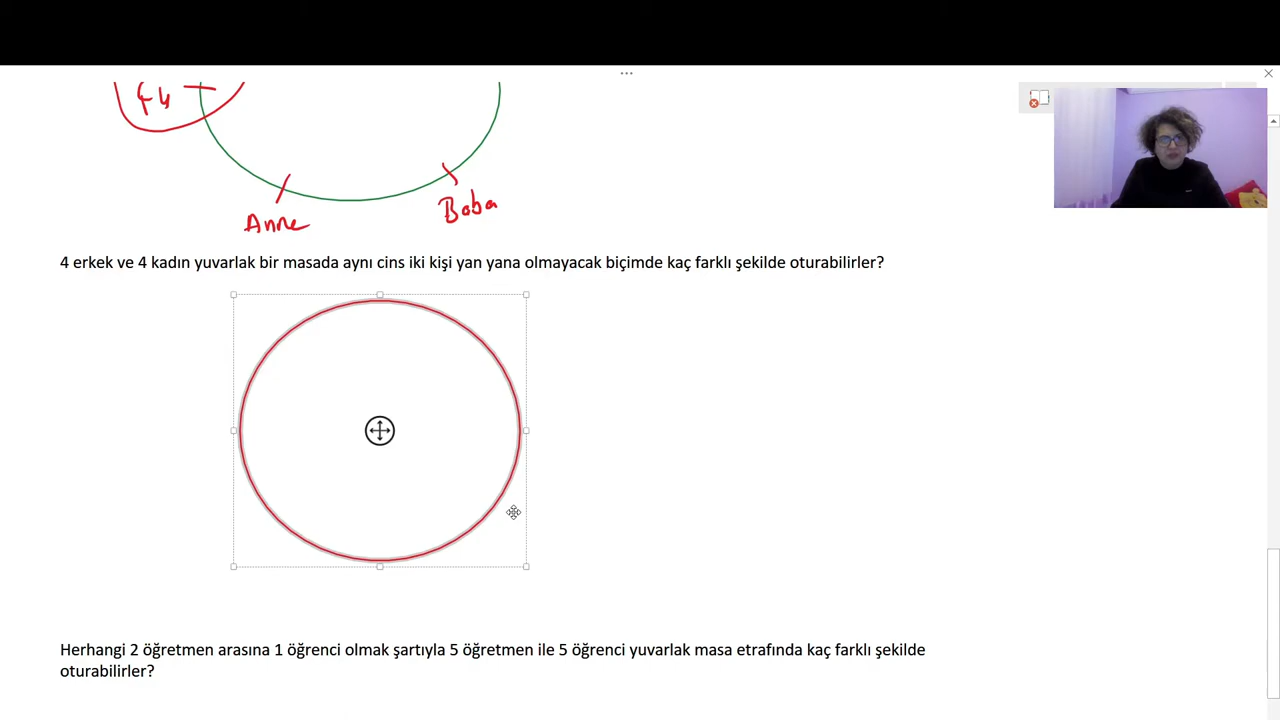 Anne
Baba
4 erkek ve 4 kadın yuvarlak bir masada aynı cins iki kişi yan yana olmayacak biçimde kaç farklı şekilde oturabilirler?
Herhangi 2 öğretmen arasına 1 öğrenci olmak şartıyla 5 öğretmen ile 5 öğrenci yuvarlak masa etrafında kaç farklı şekilde
oturabilirler?